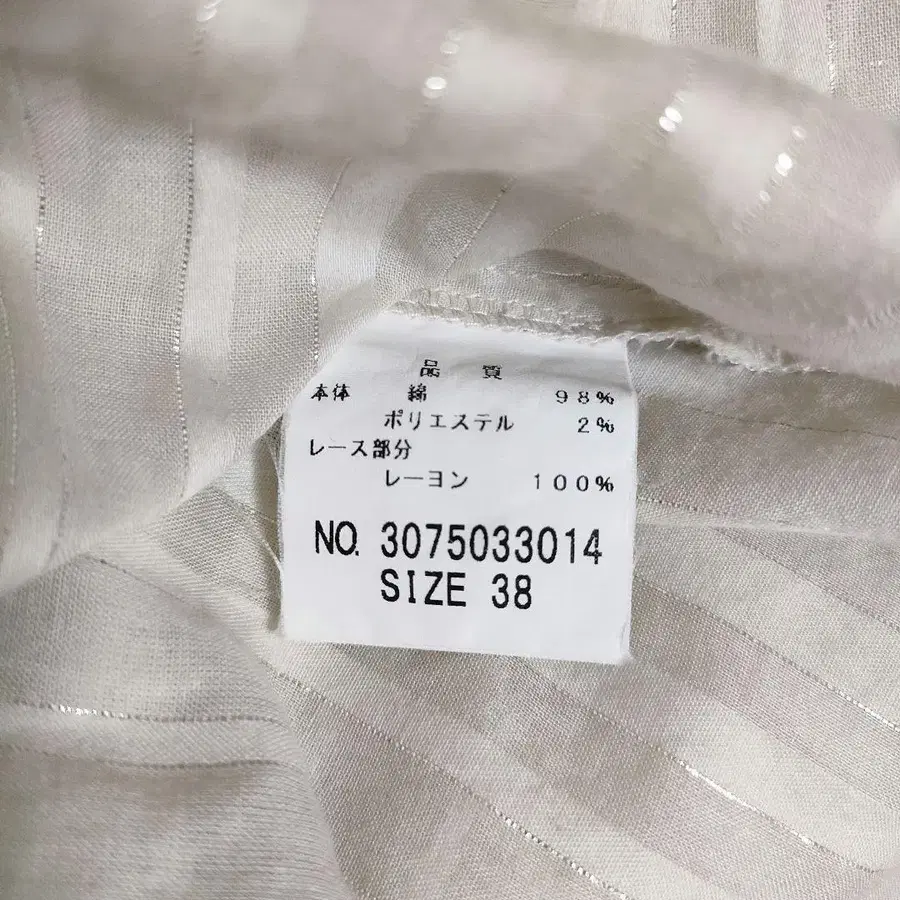 品 質
本体 綿 98%
ポリエステル 2%
レース部分
レーヨン 100%
NO. 3075033014
SIZE 38